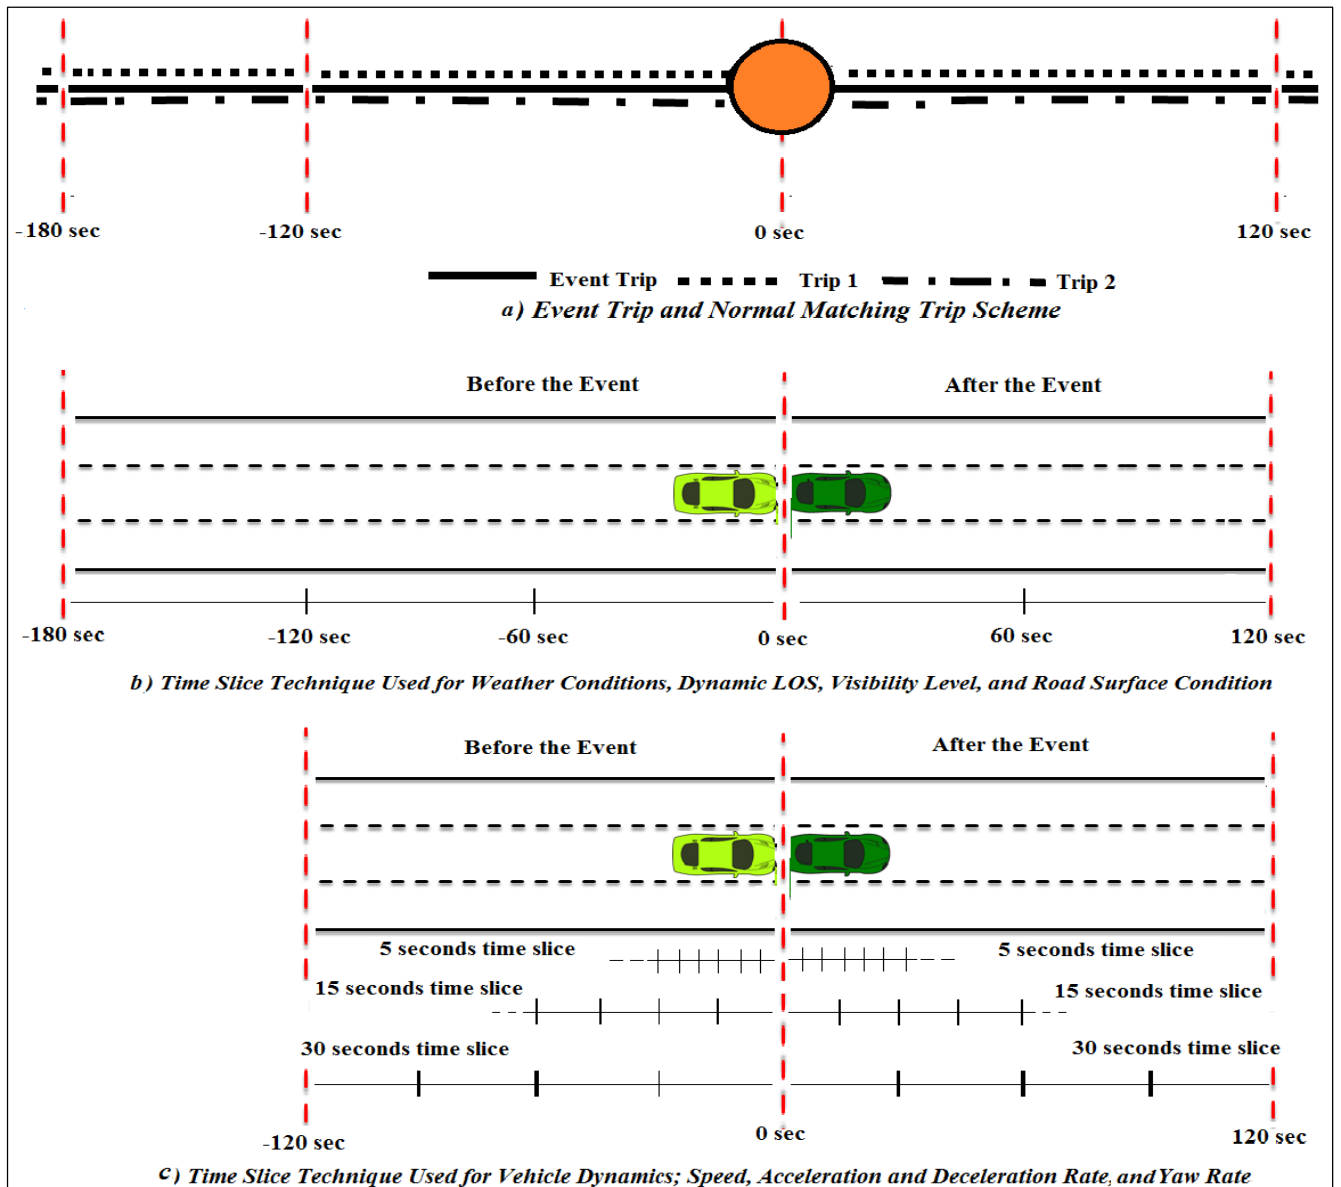 -180 sec -120 sec 0 sec 120 sec
Event Trip Trip 1 Trip 2
a) Event Trip and Normal Matching Trip Scheme
Before the Event After the Event
-180 sec -120 sec -60 sec 0 sec 60 sec 120 sec
b) Time Slice Technique Used for Weather Conditions, Dynamic LOS, Visibility Level, and Road Surface Condition
Before the Event After the Event
5 seconds time slice 5 seconds time slice
15 seconds time slice 15 seconds time slice
30 seconds time slice 30 seconds time slice
-120 sec 0 sec 120 sec
c) Time Slice Technique Used for Vehicle Dynamics; Speed, Acceleration and Deceleration Rate, and Yaw Rate